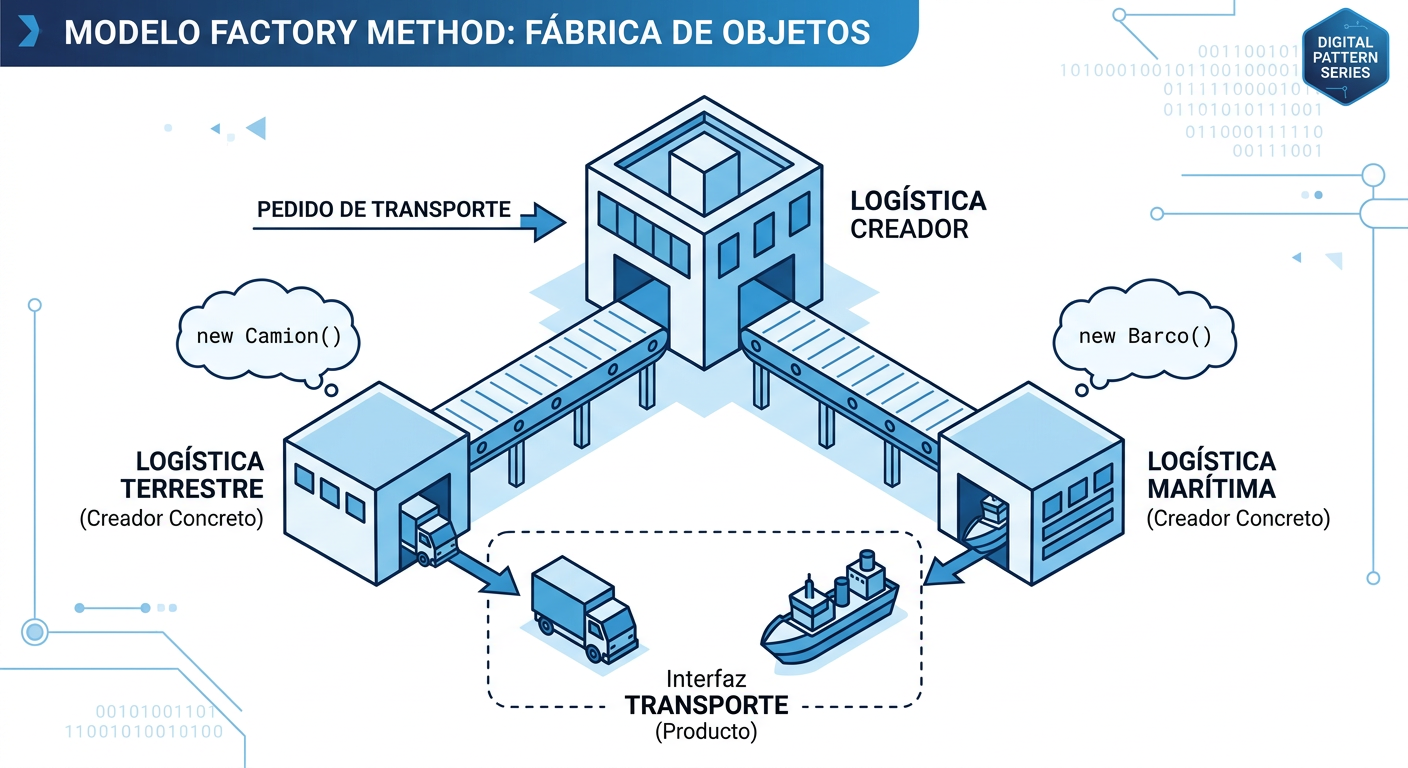 MODELO FACTORY METHOD: FÁBRICA DE OBJETOS
DIGITAL
PATTERN
SERIES
001100101
101000100101100100001
0111110000101
01101010111001
011000111110
00111001
PEDIDO DE TRANSPORTE
LOGÍSTICA
CREADOR
new Camion()
new Barco()
LOGÍSTICA
TERRESTRE
(Creador Concreto)
LOGÍSTICA
MARÍTIMA
(Creador Concreto)
Interfaz
TRANSPORTE
(Producto)
00101001101
11001010010100